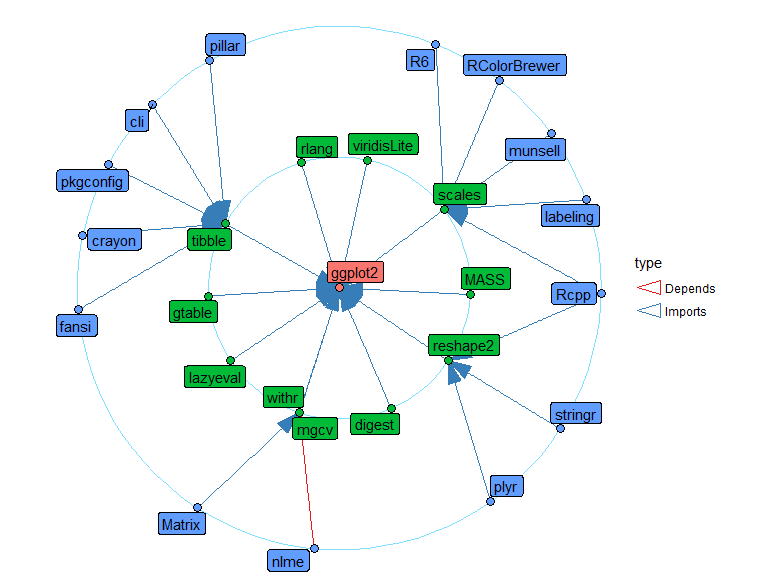 pillar
R6
RColorBrewer
cli
rlang
viridisLite
munsell
pkgconfig
scales
labeling
crayon
tibble
type
ggplot2
MASS
Depends
Rcpp
gtable
Imports
fansi
reshape2
lazyeval
withr
stringr
mgcv
digest
plyr
Matrix
nlme